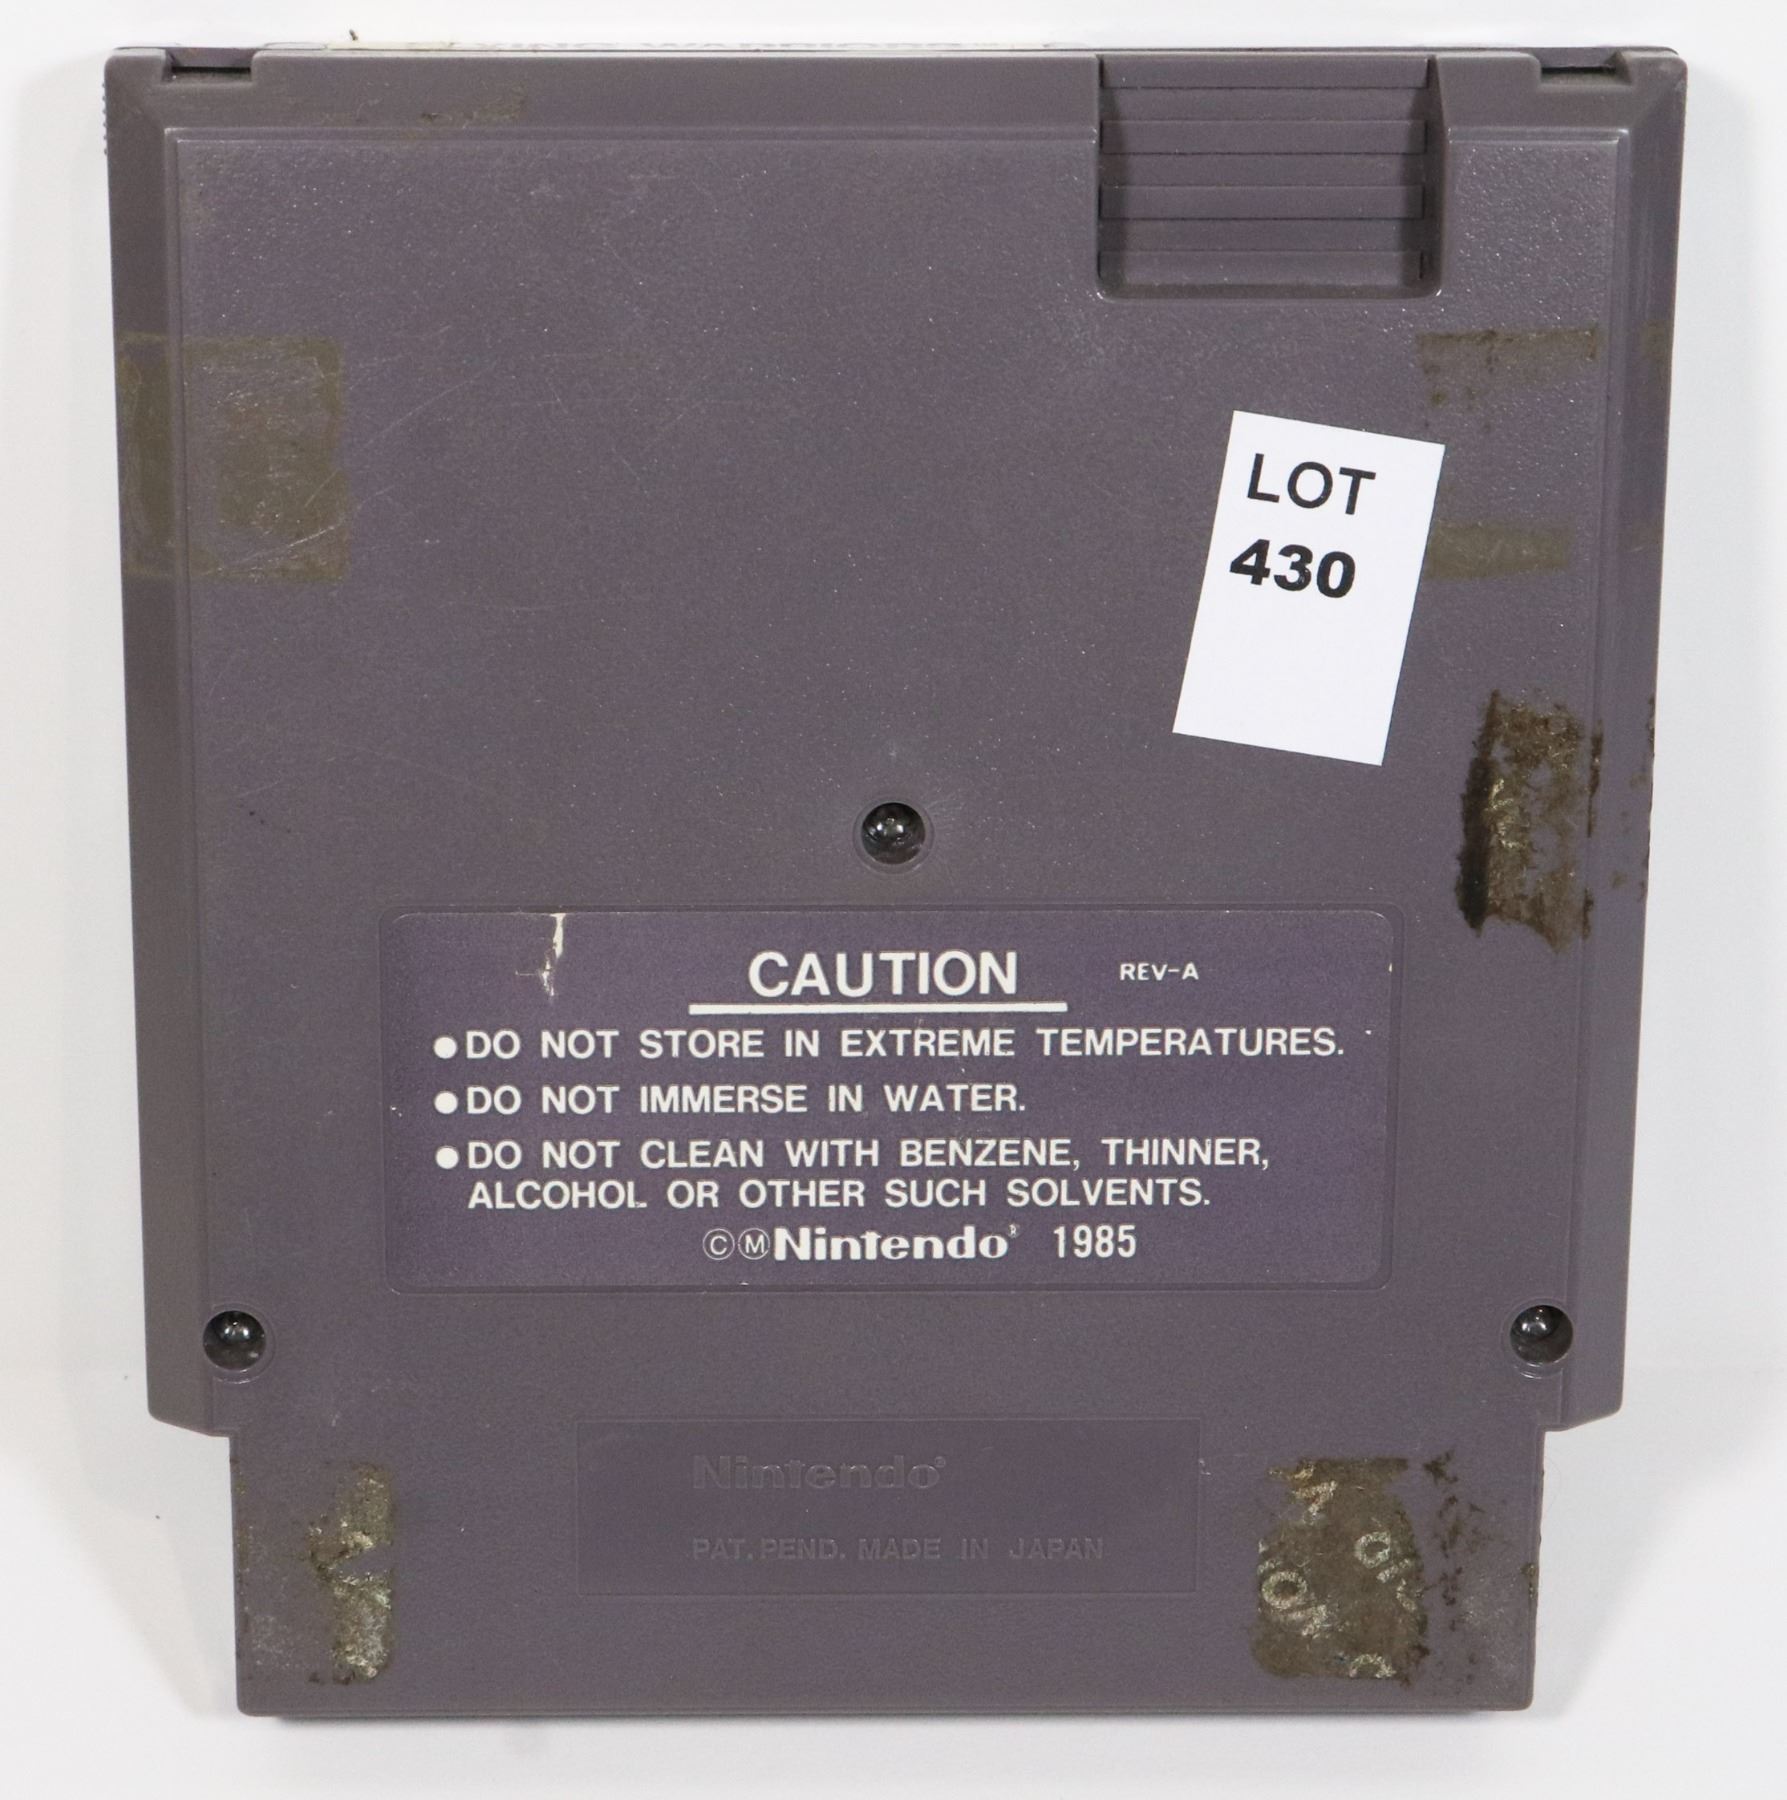 LOT
430
CAUTION REV-A
●DO NOT STORE IN EXTREME TEMPERATURES.
●DO NOT IMMERSE IN WATER.
●DO NOT CLEAN WITH BENZENE, THINNER,
ALCOHOL OR OTHER SUCH SOLVENTS.
ⒸⓂNintendo® 1985
Nintendo®
PAT. PEND. MADE IN JAPAN